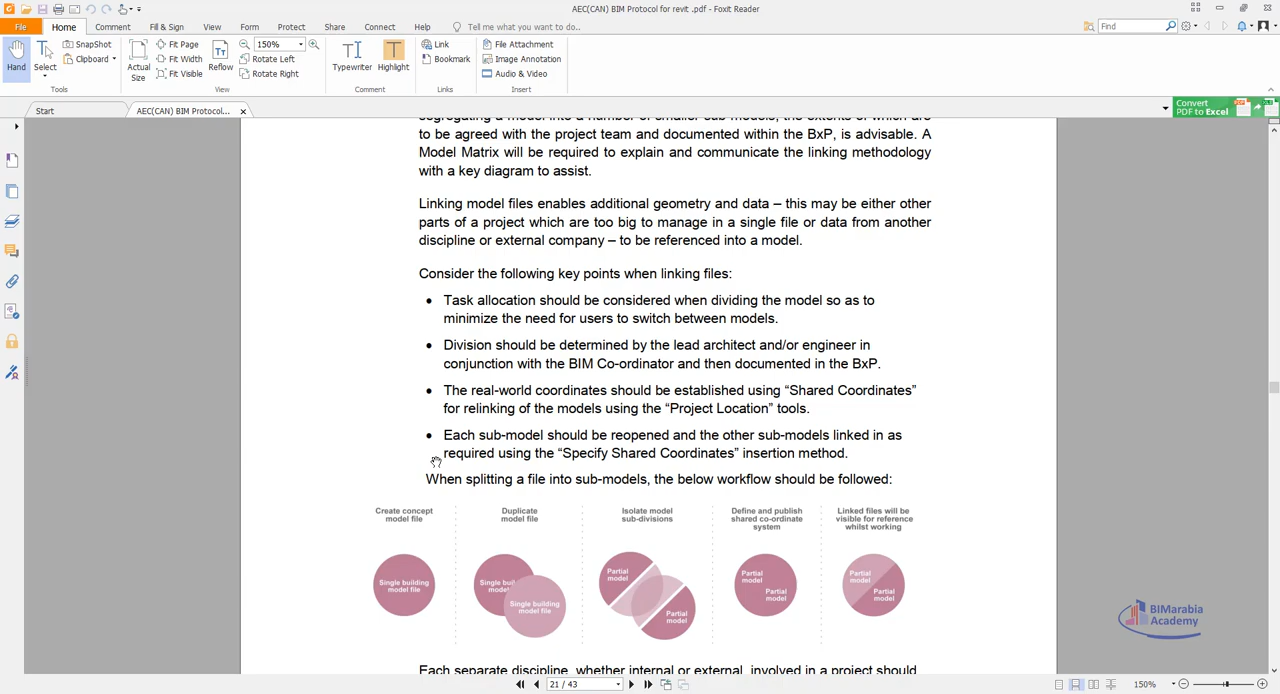 AEC(CAN) BIM Protocol for revit .pdf - Foxit Reader
File Home Comment Fill & Sign View Form Protect Share Connect Help Tell me what you want to do.. Find
Hand
Select
SnapShot
Clipboard
Tools
Actual Size
Fit Page
Fit Width
Fit Visible
Reflow
150%
Rotate Left
Rotate Right
View
Typewriter
Highlight
Comment
Link
Bookmark
Links
File Attachment
Image Annotation
Audio & Video
Insert
Start AEC(CAN) BIM Protocol...
Convert
PDF to Excel
segregating a model into a number of smaller sub-models, the extents of which are
to be agreed with the project team and documented within the BxP, is advisable. A
Model Matrix will be required to explain and communicate the linking methodology
with a key diagram to assist.
Linking model files enables additional geometry and data – this may be either other
parts of a project which are too big to manage in a single file or data from another
discipline or external company – to be referenced into a model.
Consider the following key points when linking files:
• Task allocation should be considered when dividing the model so as to
minimize the need for users to switch between models.
• Division should be determined by the lead architect and/or engineer in
conjunction with the BIM Co-ordinator and then documented in the BxP.
• The real-world coordinates should be established using “Shared Coordinates”
for relinking of the models using the “Project Location” tools.
• Each sub-model should be reopened and the other sub-models linked in as
required using the “Specify Shared Coordinates” insertion method.
When splitting a file into sub-models, the below workflow should be followed:
Create concept
model file
Duplicate
model file
Isolate model
sub-divisions
Define and publish
shared co-ordinate
system
Linked files will be
visible for reference
whilst working
Single building
model file
Single building
model file
Partial
model
Partial
model
Partial
model
Partial
model
Partial
model
Partial
model
BIMarabia
Academy
Each separate discipline, whether internal or external, involved in a project should
21 / 43
150%